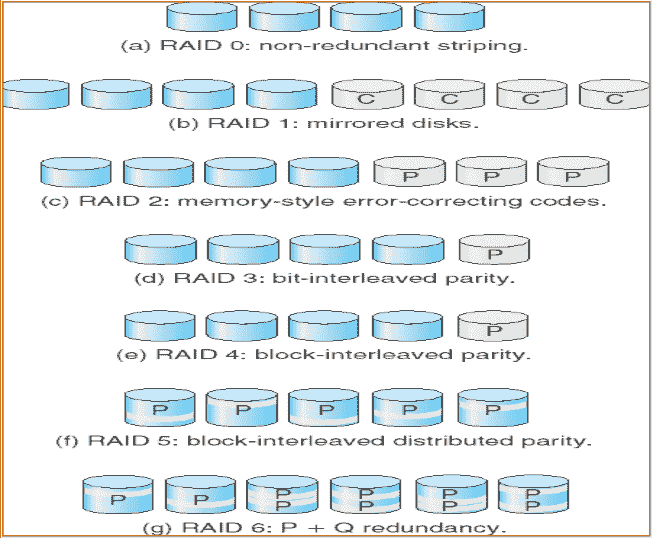 (a) RAID 0: non-redundant striping.
C C C C
(b) RAID 1: mirrored disks.
P P P
(c) RAID 2: memory-style error-correcting codes.
P
(d) RAID 3: bit-interleaved parity.
P
(e) RAID 4: block-interleaved parity.
P P P P P
(f) RAID 5: block-interleaved distributed parity.
P P P P P P
P P P P
(g) RAID 6: P + Q redundancy.